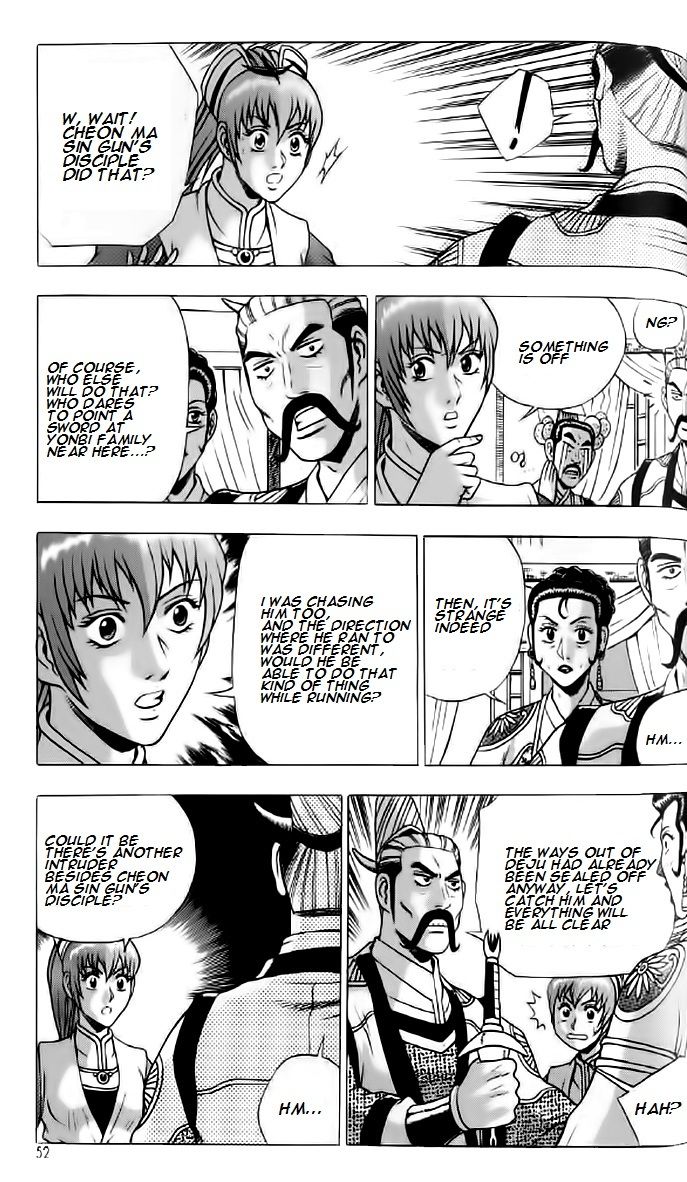 W, WAIT!
CHEON MA
SIN GUN'S
DISCIPLE
DID THAT?
!
OF COURSE,
WHO ELSE
WILL DO THAT?
WHO DARES
TO POINT A
SWORD AT
YONBI FAMILY
NEAR HERE...?
SOMETHING
IS OFF
NG?
I WAS CHASING
HIM TOO,
AND THE DIRECTION
WHERE HE RAN TO
WAS DIFFERENT,
WOULD HE BE
ABLE TO DO THAT
KIND OF THING
WHILE RUNNING?
THEN, IT'S
STRANGE
INDEED
HM...
COULD IT BE
THERE'S ANOTHER
INTRUDER
BESIDES CHEON
MA SIN GUN'S
DISCIPLE?
HM...
THE WAYS OUT OF
DEJU HAD ALREADY
BEEN SEALED OFF
ANYWAY, LET'S
CATCH HIM AND
EVERYTHING WILL
BE ALL CLEAR
HAH?
52